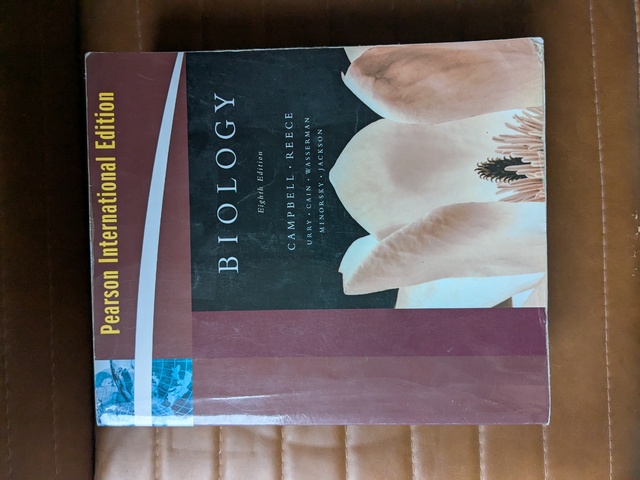 Pearson International Edition
BIOLOGY
Eighth Edition
CAMPBELL • REECE
URRY • CAIN • WASSERMAN
MINORSKY • JACKSON